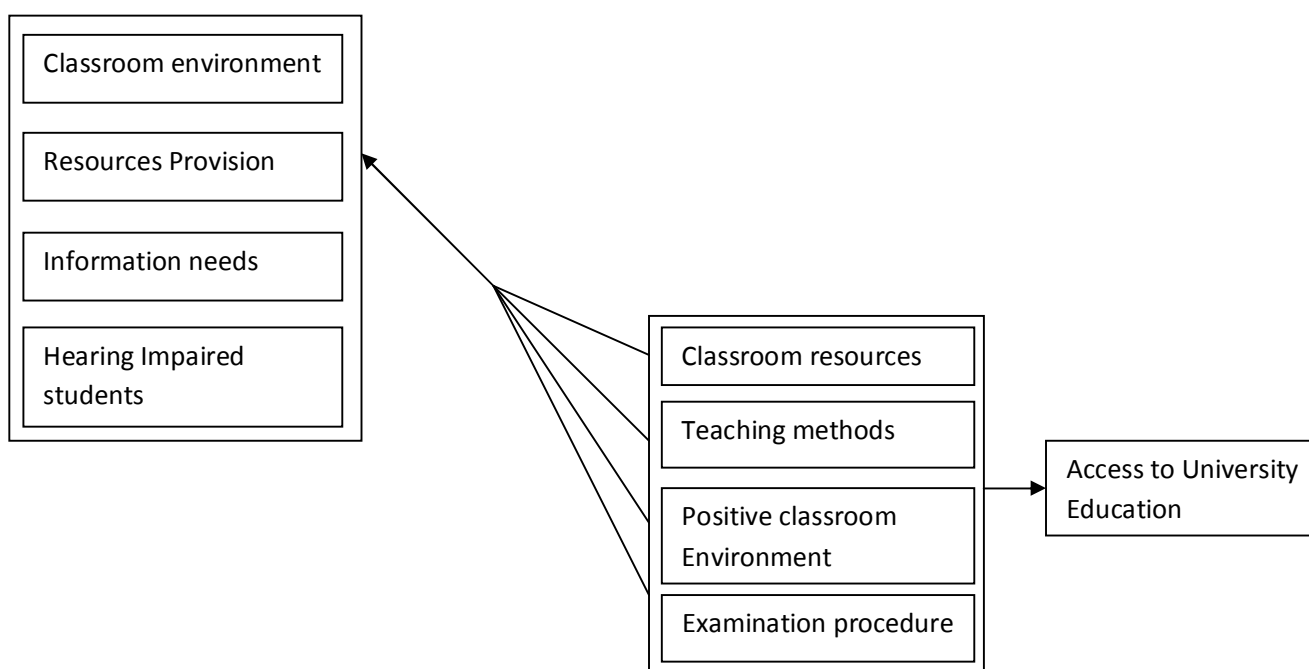 Classroom environment
Resources Provision
Information needs
Hearing Impaired
students
Classroom resources
Teaching methods
Positive classroom
Environment
Examination procedure
Access to University
Education